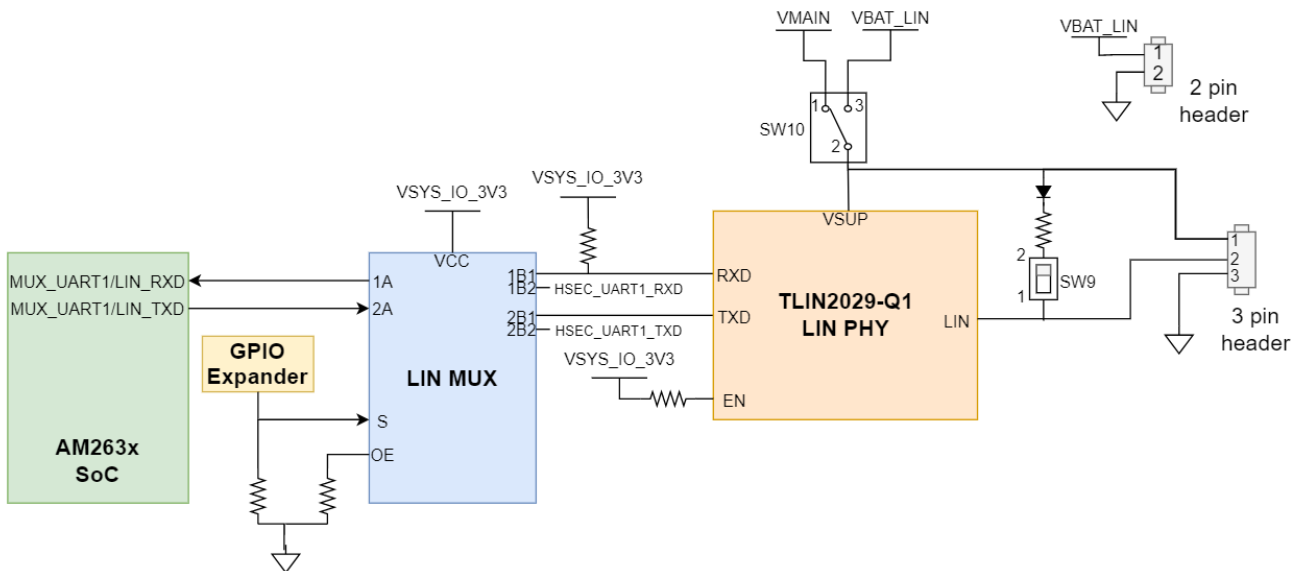 VMAIN
VBAT_LIN
VBAT_LIN
1
2
2 pin
header
1
3
SW10
2
VSYS_IO_3V3
VSYS_IO_3V3
VSUP
VCC
MUX_UART1/LIN_RXD
1A
1B1
1B2
HSEC_UART1_RXD
RXD
MUX_UART1/LIN_TXD
2A
2B1
2B2
HSEC_UART1_TXD
TXD
TLIN2029-Q1
LIN PHY
LIN
2
SW9
1
1
2
3
3 pin
header
GPIO
Expander
LIN MUX
VSYS_IO_3V3
EN
S
OE
AM263x
SoC